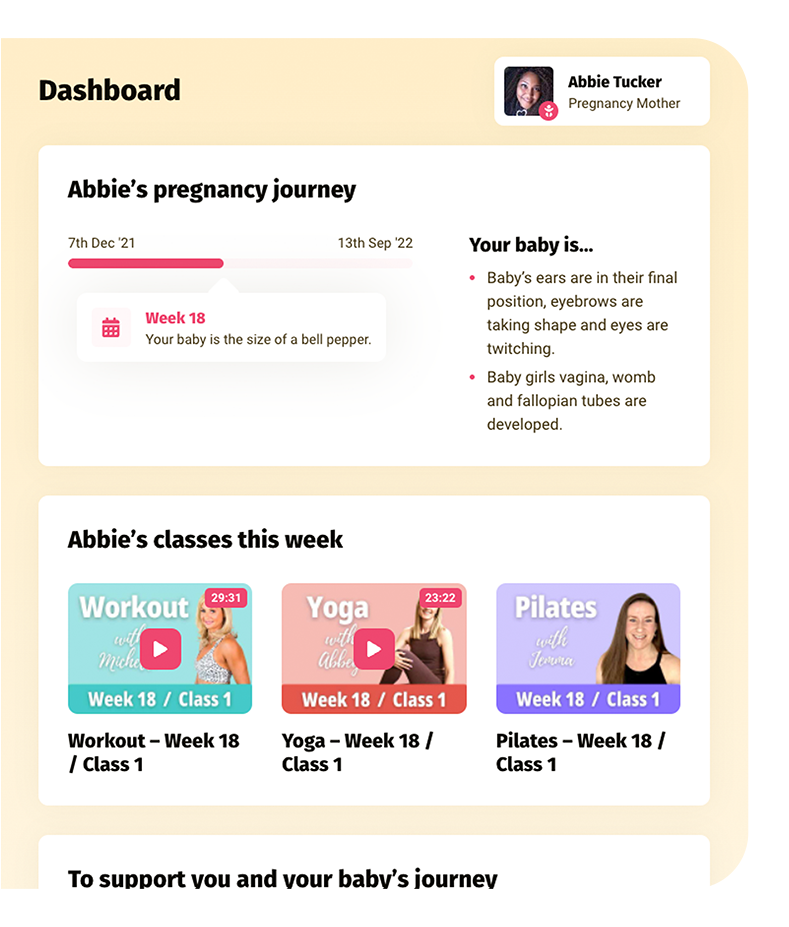 Dashboard
Abbie Tucker
Pregnancy Mother
Abbie’s pregnancy journey
7th Dec '21
13th Sep '22
Week 18
Your baby is the size of a bell pepper.
Your baby is...
Baby’s ears are in their final
position, eyebrows are
taking shape and eyes are
twitching.
Baby girls vagina, womb
and fallopian tubes are
developed.
Abbie’s classes this week
Workout
29:31
with
Week 18 / Class 1
Workout – Week 18
/ Class 1
Yoga
23:22
with
Week 18 / Class 1
Yoga – Week 18 /
Class 1
Pilates
with
Jemma
Week 18 / Class 1
Pilates – Week 18 /
Class 1
To support you and your baby’s journey